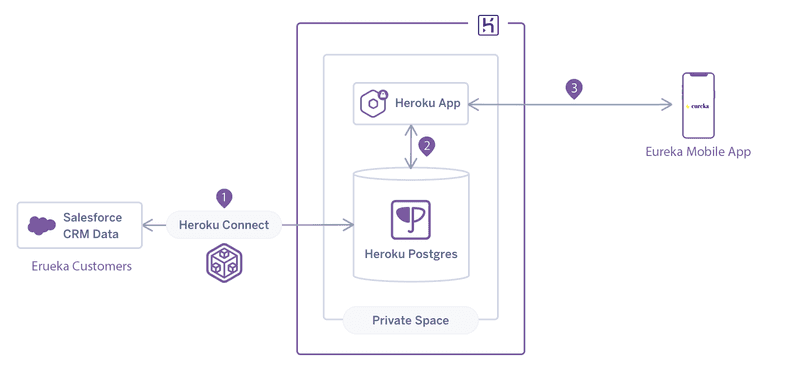 Heroku App
3
eureka
Eureka Mobile App
2
1
Salesforce
CRM Data
Heroku Connect
Erueka Customers
Heroku Postgres
Private Space